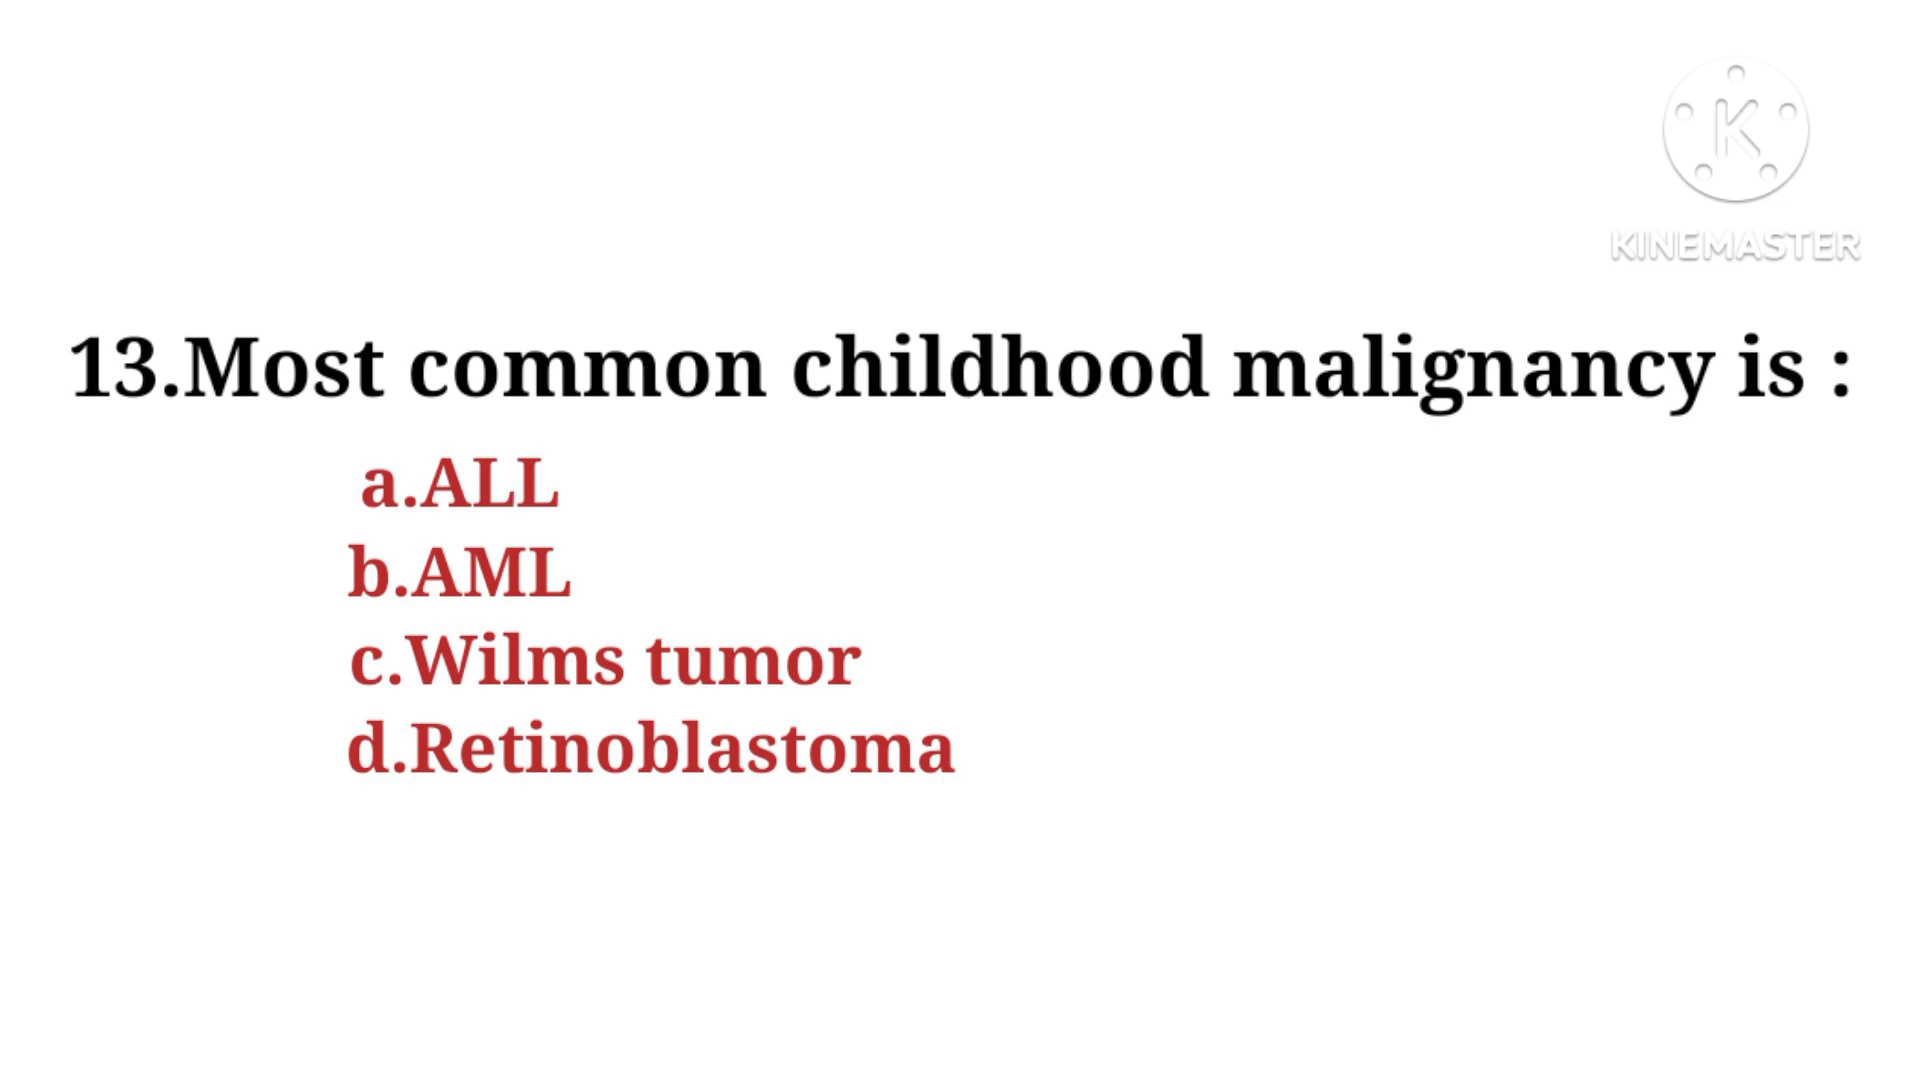 K
KINEMASTER
13.Most common childhood malignancy is :
a.ALL
b.AML
c.Wilms tumor
d.Retinoblastoma